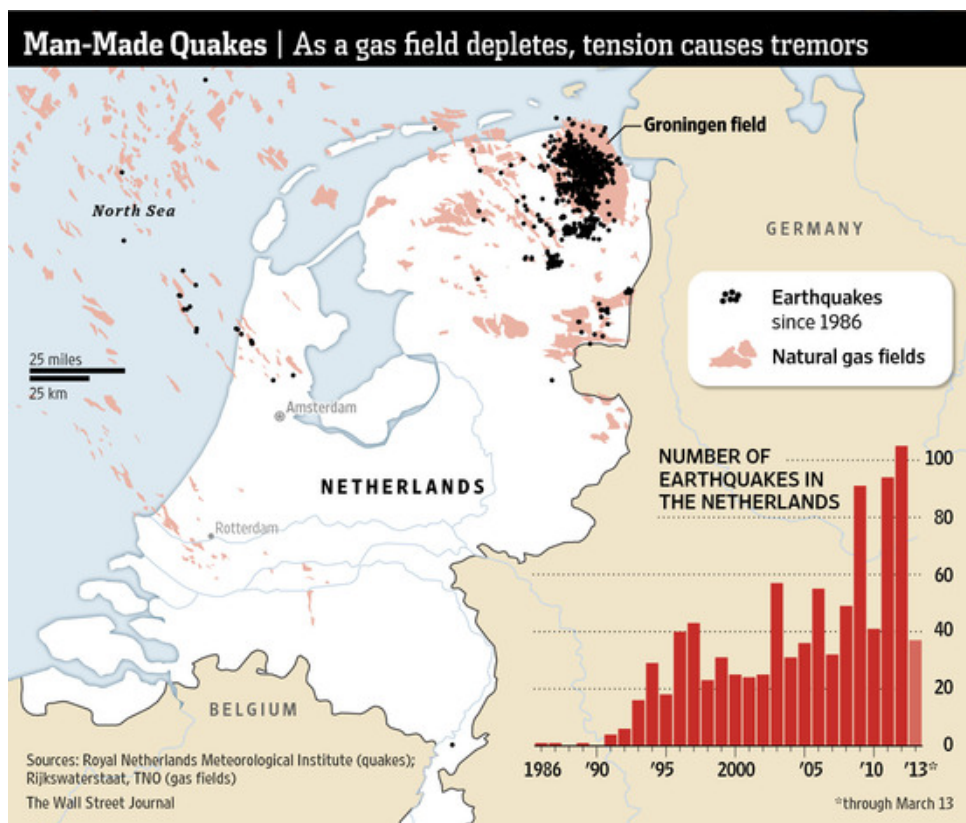 Man-Made Quakes | As a gas field depletes, tension causes tremors
Groningen field
North Sea
GERMANY
Earthquakes
since 1986
Natural gas fields
25 miles
25 km
Amsterdam
NETHERLANDS
Rotterdam
BELGIUM
NUMBER OF
EARTHQUAKES IN
THE NETHERLANDS
100
80
60
40
20
0
1986 '90 '95 2000 '05 '10 '13*
*through March 13
Sources: Royal Netherlands Meteorological Institute (quakes);
Rijkswaterstaat, TNO (gas fields)
The Wall Street Journal